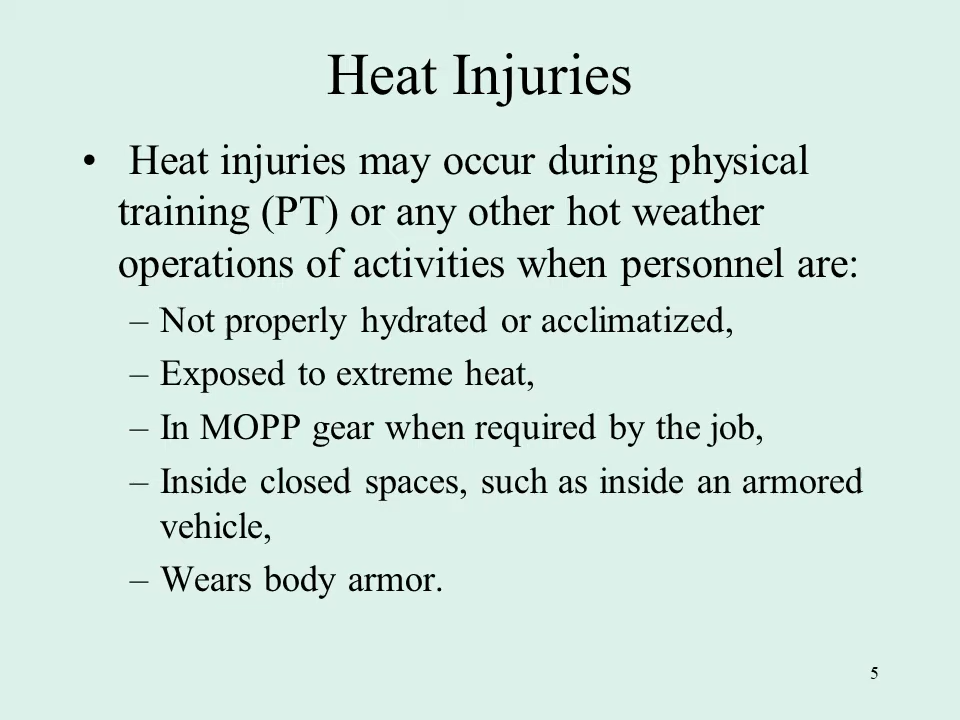 Heat Injuries
• Heat injuries may occur during physical
training (PT) or any other hot weather
operations of activities when personnel are:
–Not properly hydrated or acclimatized,
–Exposed to extreme heat,
–In MOPP gear when required by the job,
–Inside closed spaces, such as inside an armored
vehicle,
–Wears body armor.
5